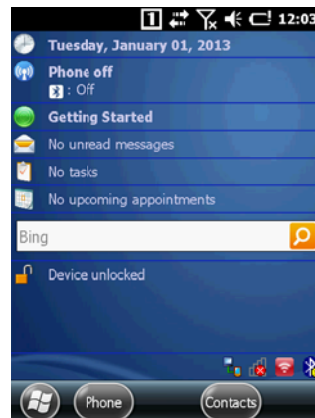 1 12:03
Tuesday, January 01, 2013
Phone off
: Off
Getting Started
No unread messages
No tasks
No upcoming appointments
Bing
Device unlocked
Phone Contacts